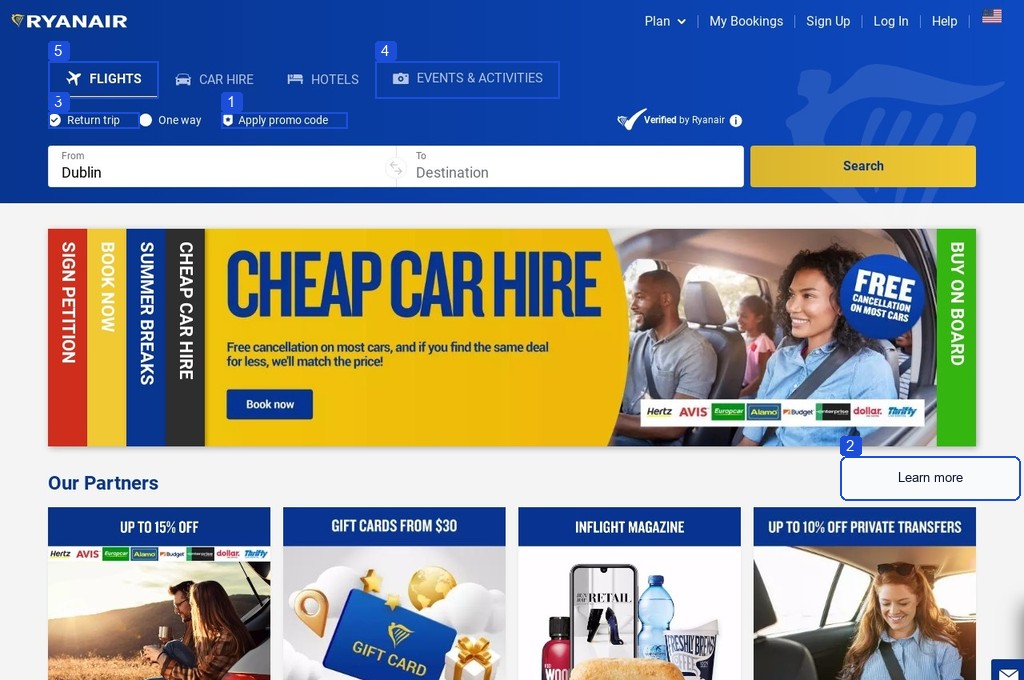 RYANAIR
Plan
My Bookings
Sign Up
Log In
Help
5
4
FLIGHTS
CAR HIRE
HOTELS
EVENTS & ACTIVITIES
3
1
Return trip
One way
Apply promo code
Verified by Ryanair
From
Dublin
To
Destination
Search
SIGN PETITION
BOOK NOW
SUMMER BREAKS
CHEAP CAR HIRE
CHEAP CAR HIRE
Free cancellation on most cars, and if you find the same deal
for less, we'll match the price!
Book now
FREE
CANCELLATION
ON MOST CARS
Hertz AVIS Europcar Alamo Budget enterprise dollar. Thrifty
BUY ON BOARD
2
Learn more
Our Partners
UP TO 15% OFF
GIFT CARDS FROM $30
INFLIGHT MAGAZINE
UP TO 10% OFF PRIVATE TRANSFERS
Hertz AVIS Europcar Alamo Budget enterprise dollar. Thrifty
GIFT CARD
RETAIL